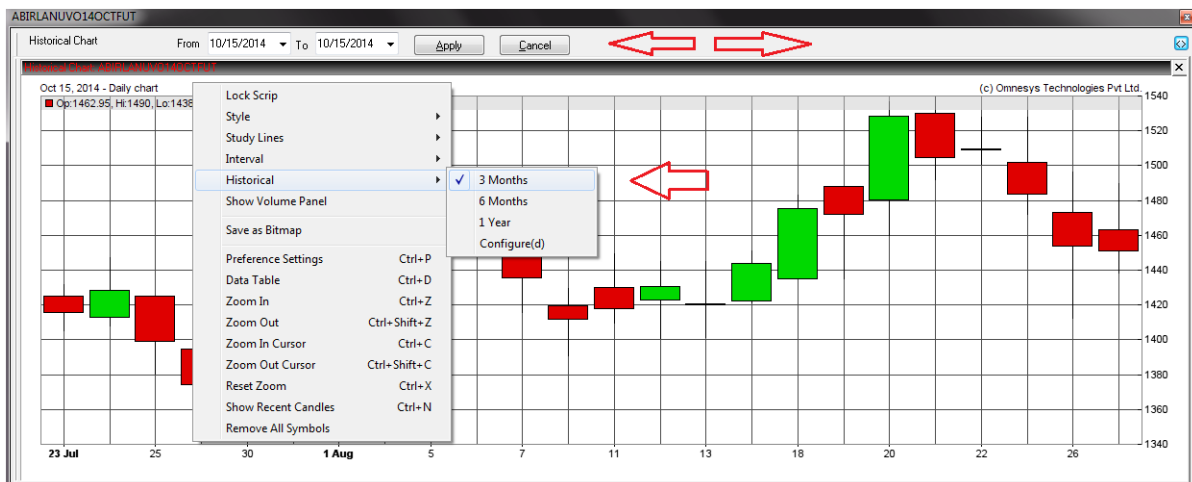 ABIRLANUVO14OCTFUT
Historical Chart From 10/15/2014 To 10/15/2014 Apply Cancel
Historical Chart: ABIRLANUVO14OCTFUT
Oct 15, 2014 - Daily chart (c) Omnesys Technologies Pvt Ltd.
Op:1462.95, Hi:1490, Lo:1438
Lock Scrip
Style
Study Lines
Interval
Historical
Show Volume Panel
Save as Bitmap
Preference Settings Ctrl+P
Data Table Ctrl+D
Zoom In Ctrl+Z
Zoom Out Ctrl+Shift+Z
Zoom In Cursor Ctrl+C
Zoom Out Cursor Ctrl+Shift+C
Reset Zoom Ctrl+X
Show Recent Candles Ctrl+N
Remove All Symbols
3 Months
6 Months
1 Year
Configure(d)
1540
1520
1500
1480
1460
1440
1420
1400
1380
1360
1340
23 Jul 25 30 1 Aug 5 7 11 13 18 20 22 26